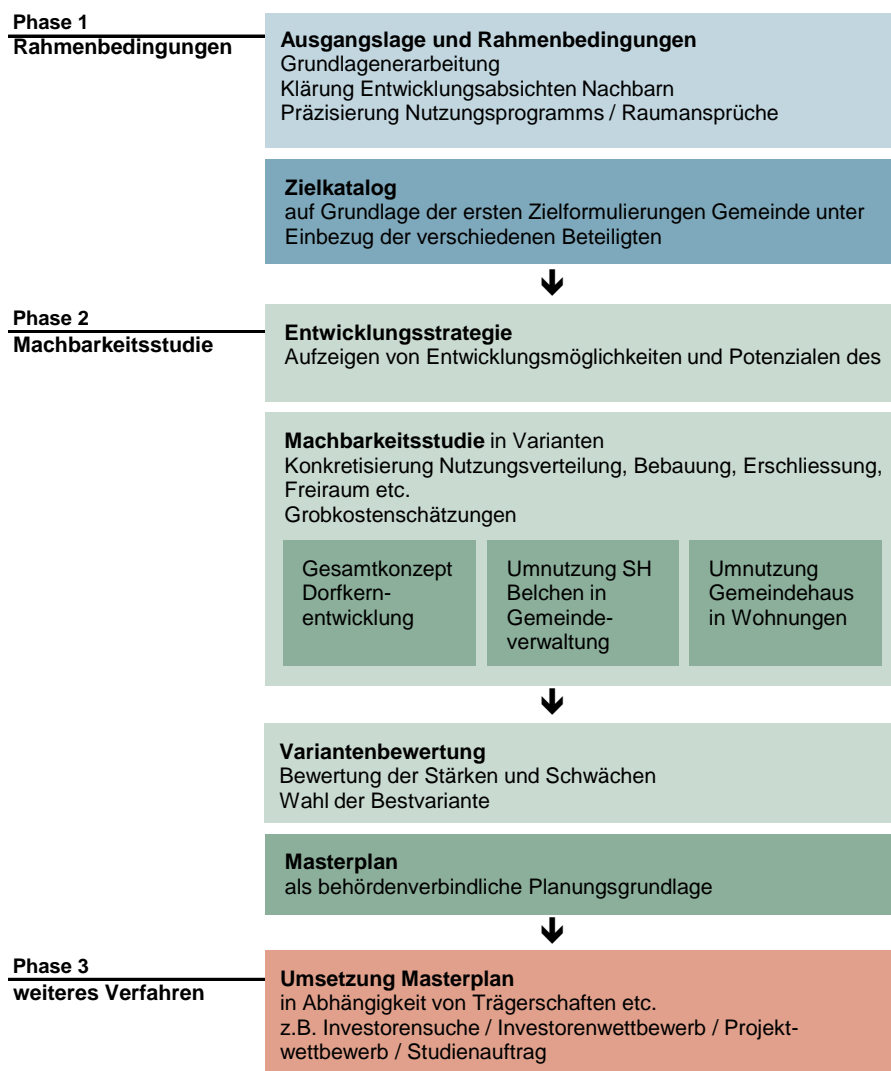 Phase 1
Rahmenbedingungen
Ausgangslage und Rahmenbedingungen
Grundlagenerarbeitung
Klärung Entwicklungsabsichten Nachbarn
Präzisierung Nutzungsprogramms / Raumansprüche
Zielkatalog
auf Grundlage der ersten Zielformulierungen Gemeinde unter
Einbezug der verschiedenen Beteiligten
Phase 2
Machbarkeitsstudie
Entwicklungsstrategie
Aufzeigen von Entwicklungsmöglichkeiten und Potenzialen des
Machbarkeitsstudie in Varianten
Konkretisierung Nutzungsverteilung, Bebauung, Erschliessung,
Freiraum etc.
Grobkostenschätzungen
Gesamtkonzept
Dorfkern-
entwicklung
Umnutzung SH
Belchen in
Gemeinde-
verwaltung
Umnutzung
Gemeindehaus
in Wohnungen
Variantenbewertung
Bewertung der Stärken und Schwächen
Wahl der Bestvariante
Masterplan
als behördenverbindliche Planungsgrundlage
Phase 3
weiteres Verfahren
Umsetzung Masterplan
in Abhängigkeit von Trägerschaften etc.
z.B. Investorensuche / Investorenwettbewerb / Projekt-
wettbewerb / Studienauftrag